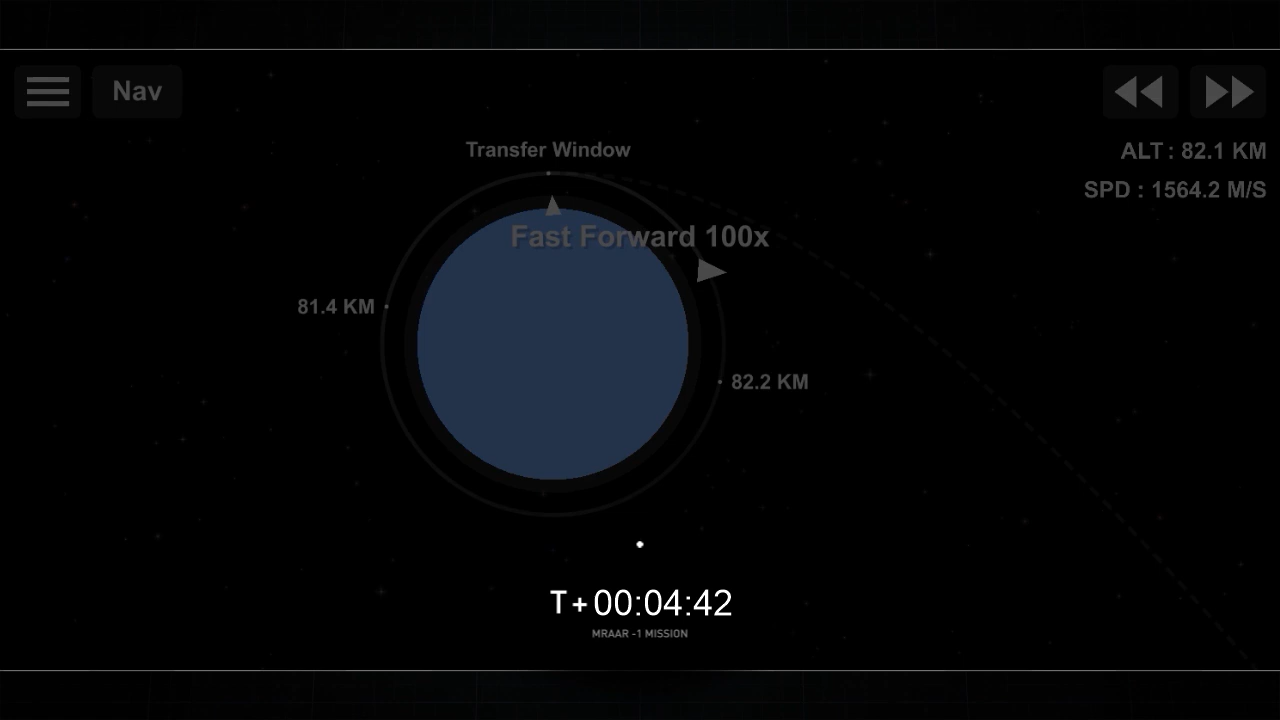 Nav
ALT : 82.1 KM
SPD : 1564.2 M/S
Transfer Window
Fast Forward 100x
81.4 KM
82.2 KM
T+00:04:42
MRAAR -1 MISSION